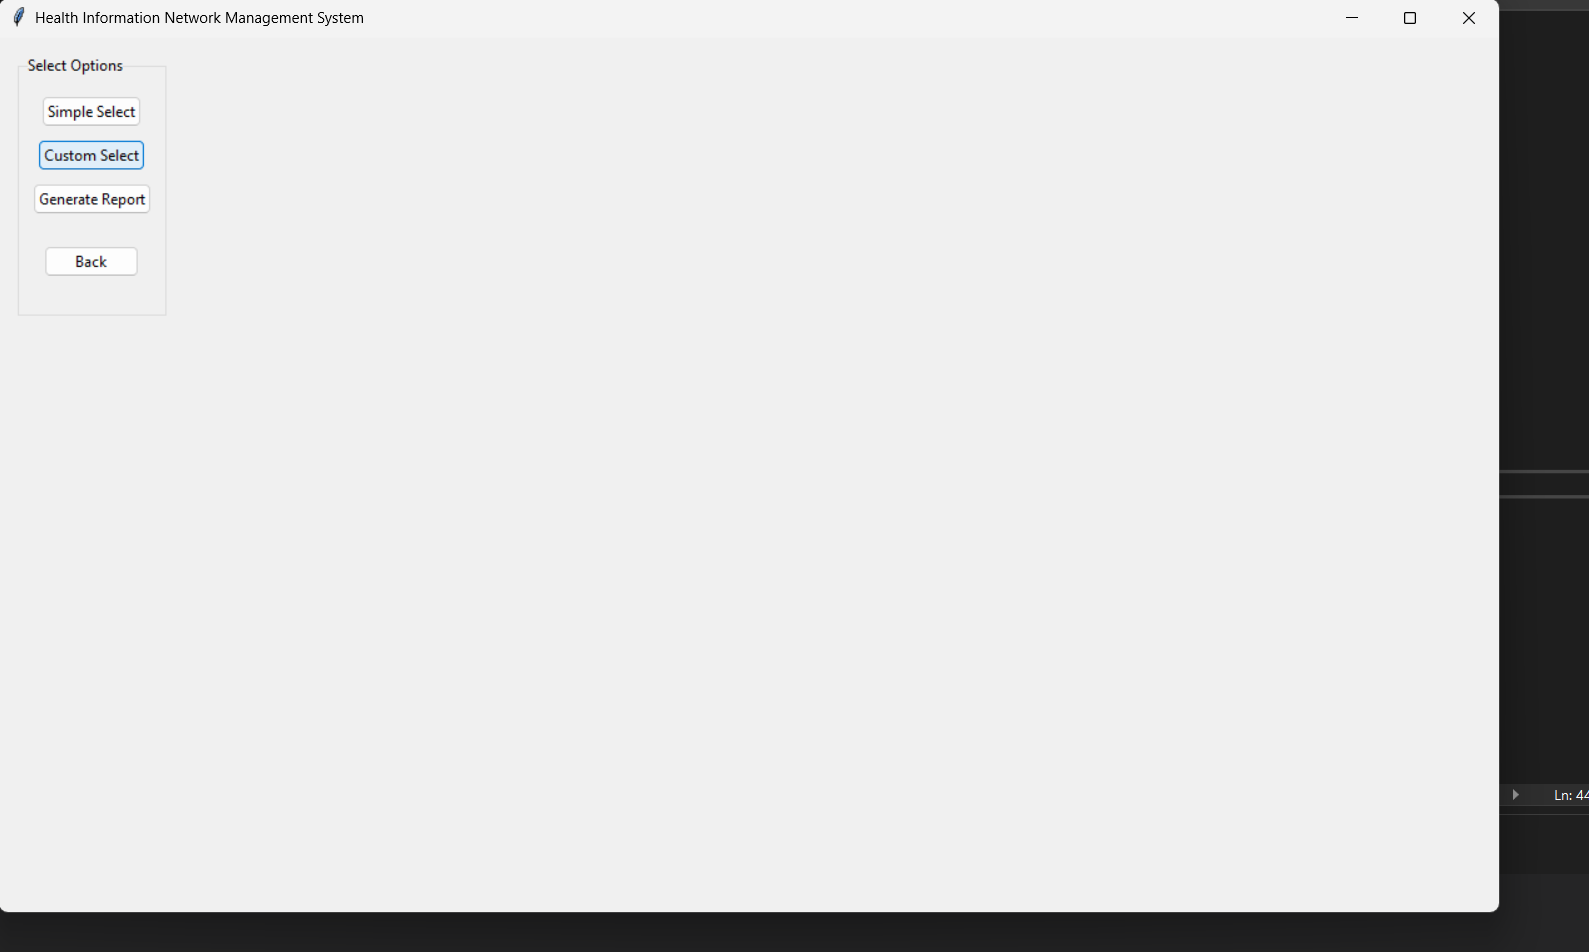 Health Information Network Management System
Select Options
Simple Select
Custom Select
Generate Report
Back
Ln: 44